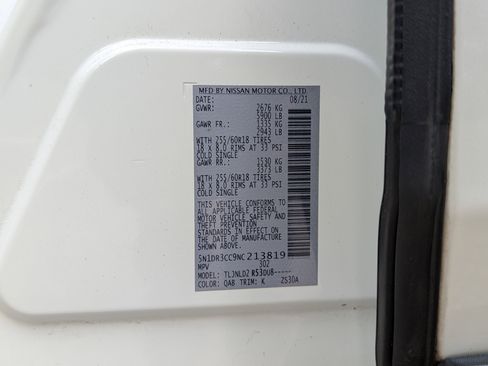 MFD BY NISSAN MOTOR CO., LTD
DATE: 08/21
GVWR: 2676 KG
5900 LB
GAWR FR.: 1335 KG
2943 LB
WITH 255/60R18 TIRES
18 X 8.0 RIMS AT 33 PSI
COLD SINGLE
GAWR RR.: 1530 KG
3373 LB
WITH 255/60R18 TIRES
18 X 8.0 RIMS AT 33 PSI
COLD SINGLE
THIS VEHICLE CONFORMS TO
ALL APPLICABLE FEDERAL
MOTOR VEHICLE SAFETY AND
THEFT PREVENTION
STANDARDS IN EFFECT ON
THE DATE OF MANUFACTURE
SHOWN ABOVE.
5N1DR3CC9NC213819
MPV 302
MODEL: TLJNLDZ R53DUB-----
COLOR: QAB TRIM: K ZS30A